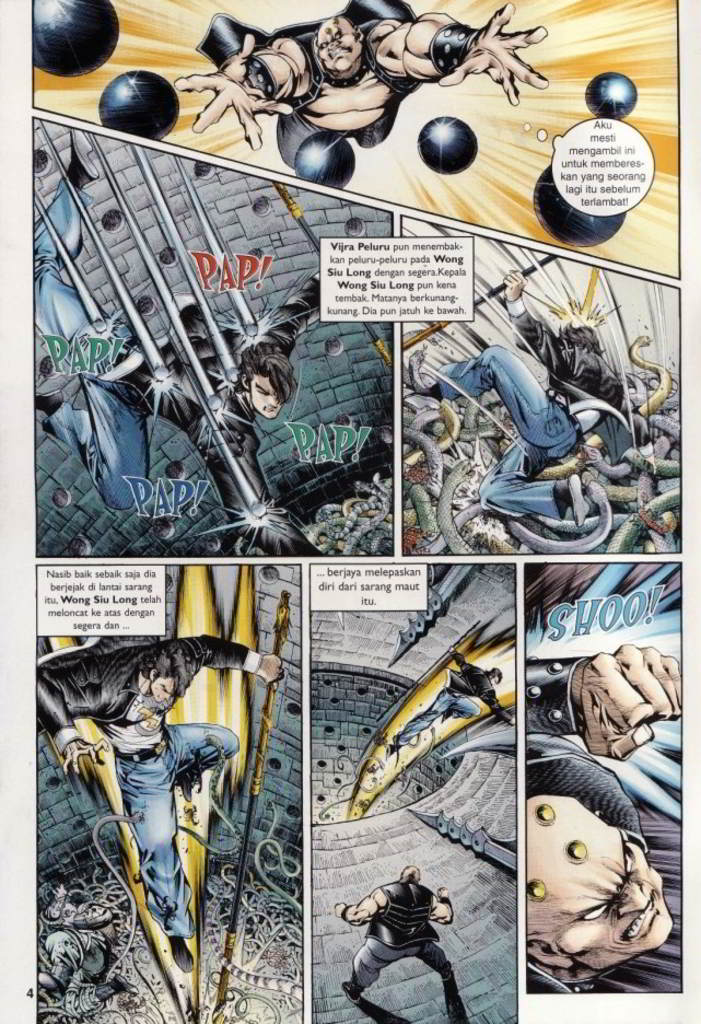 Aku
mesti
mengambil ini
untuk memberes-
kan yang seorang
lagi itu sebelum
terlambat!
Vijra Peluru pun menembak-
kan peluru-peluru pada Wong
Siu Long dengan segera.Kepala
Wong Siu Long pun kena
tembak. Matanya berkunang-
kunang. Dia pun jatuh ke bawah.
PAP!
PAP!
PAP!
PAP!
Nasib baik sebaik saja dia
berjejak di lantai sarang
itu, Wong Siu Long telah
meloncat ke atas dengan
segera dan ...
... berjaya melepaskan
diri dari sarang maut
itu.
SHOO!
4